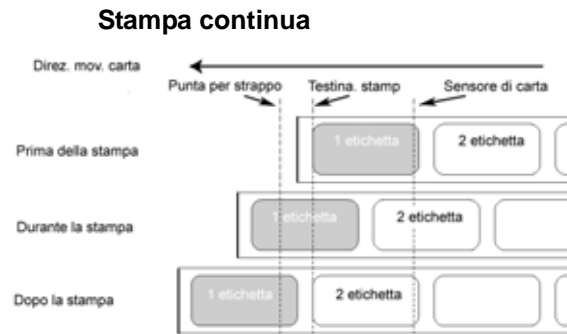 Stampa continua
Direz. mov. carta
Punta per strappo Testina. stamp Sensore di carta
Prima della stampa 1 etichetta 2 etichetta
Durante la stampa 1 etichetta 2 etichetta
Dopo la stampa 1 etichetta 2 etichetta